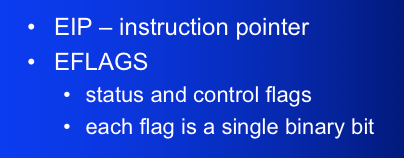 • EIP – instruction pointer
• EFLAGS
• status and control flags
• each flag is a single binary bit